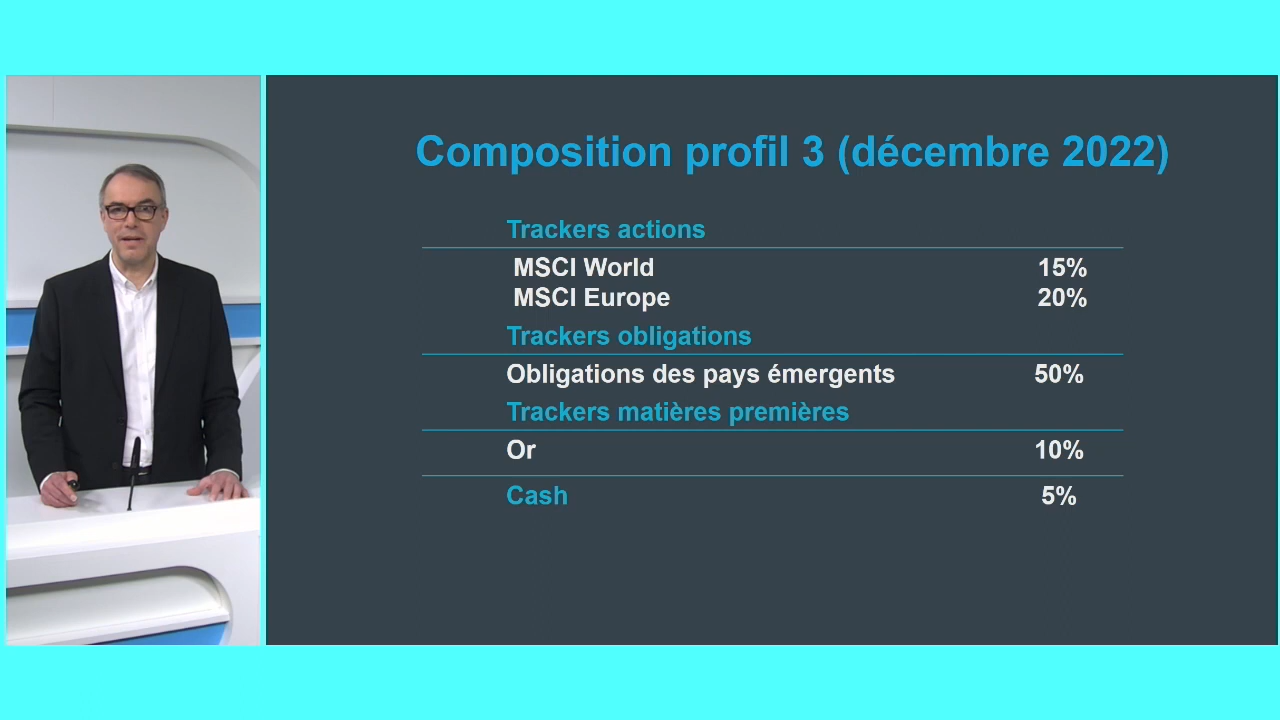 Composition profil 3 (décembre 2022)
Trackers actions
MSCI World 15%
MSCI Europe 20%
Trackers obligations
Obligations des pays émergents 50%
Trackers matières premières
Or 10%
Cash 5%